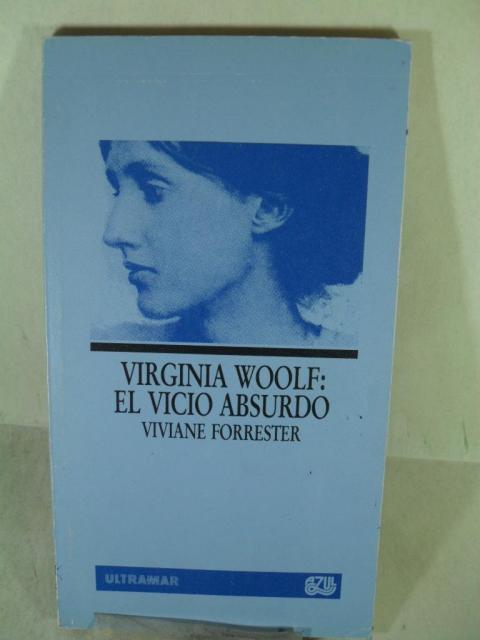 VIRGINIA WOOLF:
EL VICIO ABSURDO
VIVIANE FORRESTER
ULTRAMAR
AZUL